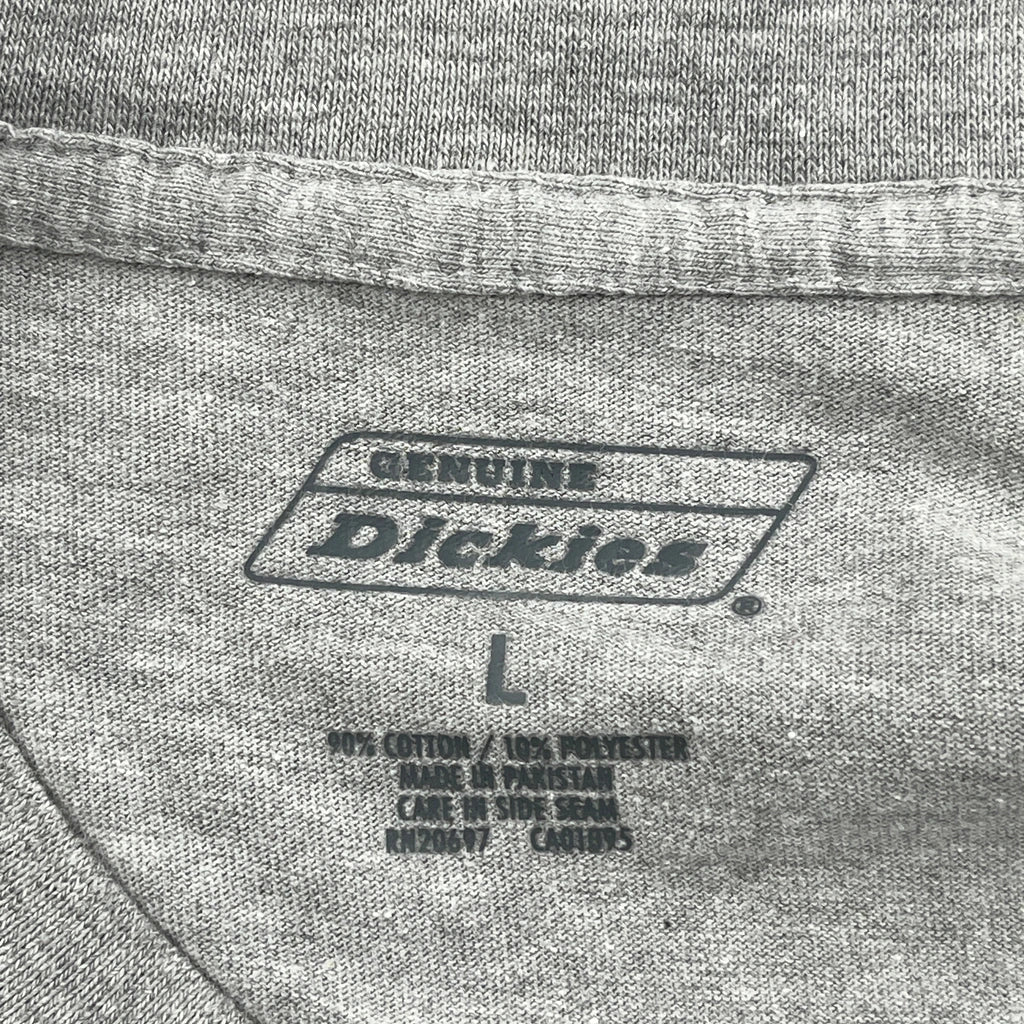 GENUINE
Dickies®
L
90% COTTON / 10% POLYESTER
MADE IN PAKISTAN
CARE IN SIDE SEAM
RN20697 CA01895